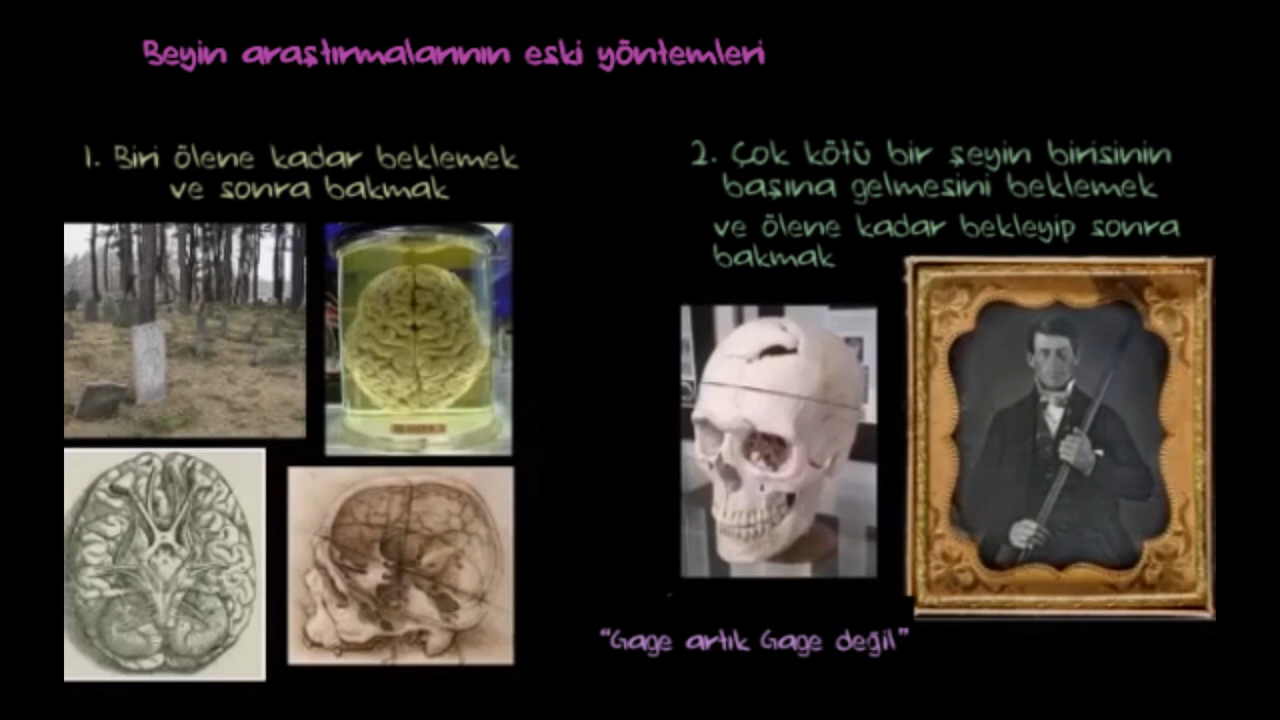 Beyin araştırmalarının eski yöntemleri
1. Biri ölene kadar beklemek
ve sonra bakmak
2. Çok kötü bir şeyin birisinin
başına gelmesini beklemek
ve ölene kadar bekleyip sonra
bakmak
"Gage artık Gage değil"